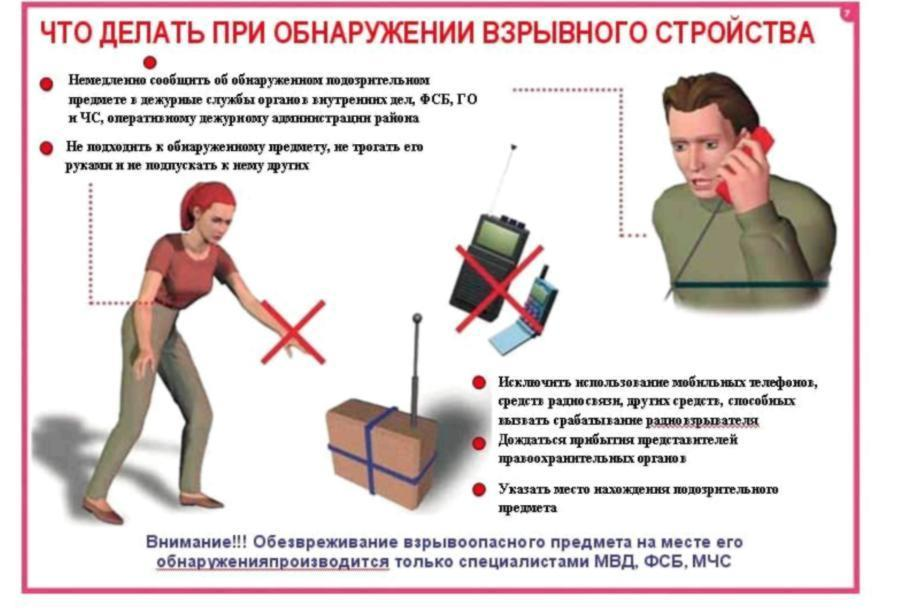 7
ЧТО ДЕЛАТЬ ПРИ ОБНАРУЖЕНИИ ВЗРЫВНОГО СТРОЙСТВА
Немедленно сообщить об обнаруженном подозрительном
предмете в дежурные службы органов внутренних дел, ФСБ, ГО
и ЧС, оперативному дежурному администрации района
Не подходить к обнаруженному предмету, не трогать его
руками и не подпускать к нему других
Исключить использование мобильных телефонов,
средств радиосвязи, других средств, способных
вызвать срабатывание радиовзрывателя
Дождаться прибытия представителей
правоохранительных органов
Указать место нахождения подозрительного
предмета
Внимание!!! Обезвреживание взрывоопасного предмета на месте его
обнаруженияпроизводится только специалистами МВД, ФСБ, МЧС